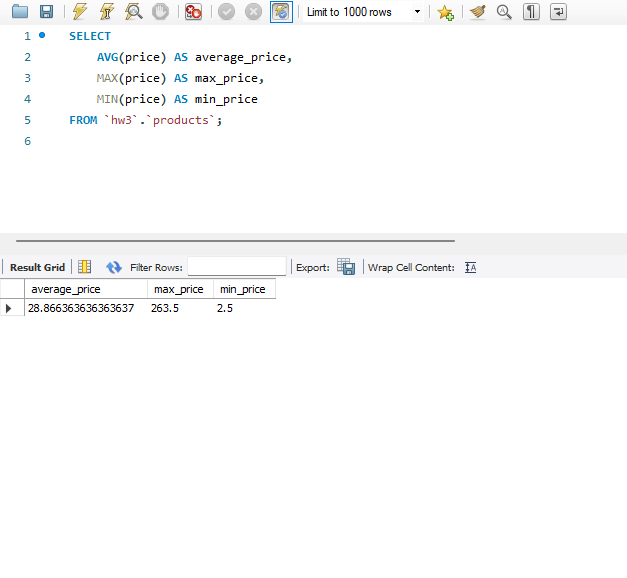 Limit to 1000 rows
1 SELECT
2 AVG(price) AS average_price,
3 MAX(price) AS max_price,
4 MIN(price) AS min_price
5 FROM `hw3`.`products`;
6
Result Grid Filter Rows: Export: Wrap Cell Content:
average_price max_price min_price
28.866363636363637 263.5 2.5